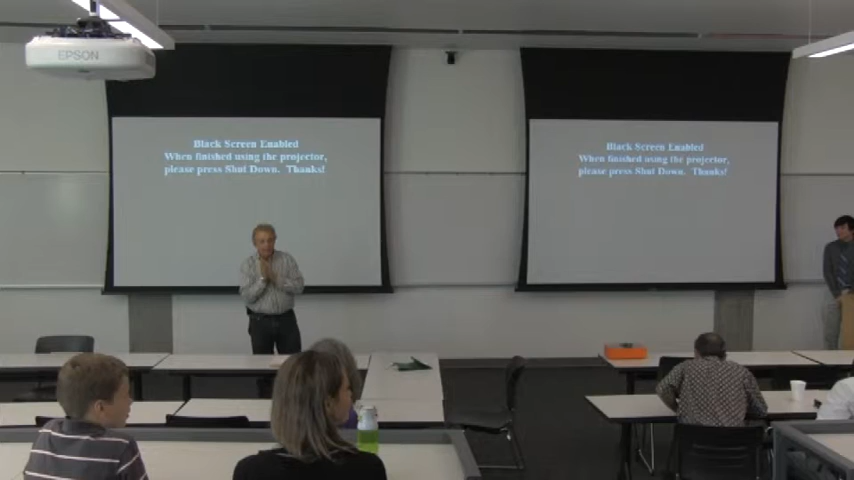 EPSON
Black Screen Enabled
When finished using the projector,
please press Shut Down. Thanks!
Black Screen Enabled
When finished using the projector,
please press Shut Down. Thanks!